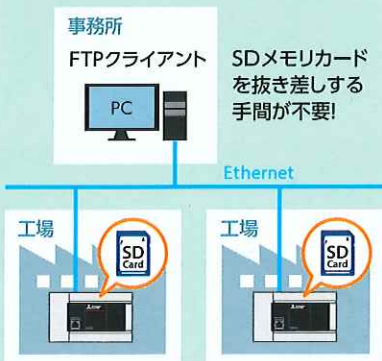 事務所
FTPクライアント
PC
SDメモリカード
を抜き差しする
手間が不要!
Ethernet
工場
SD
Card
工場
SD
Card